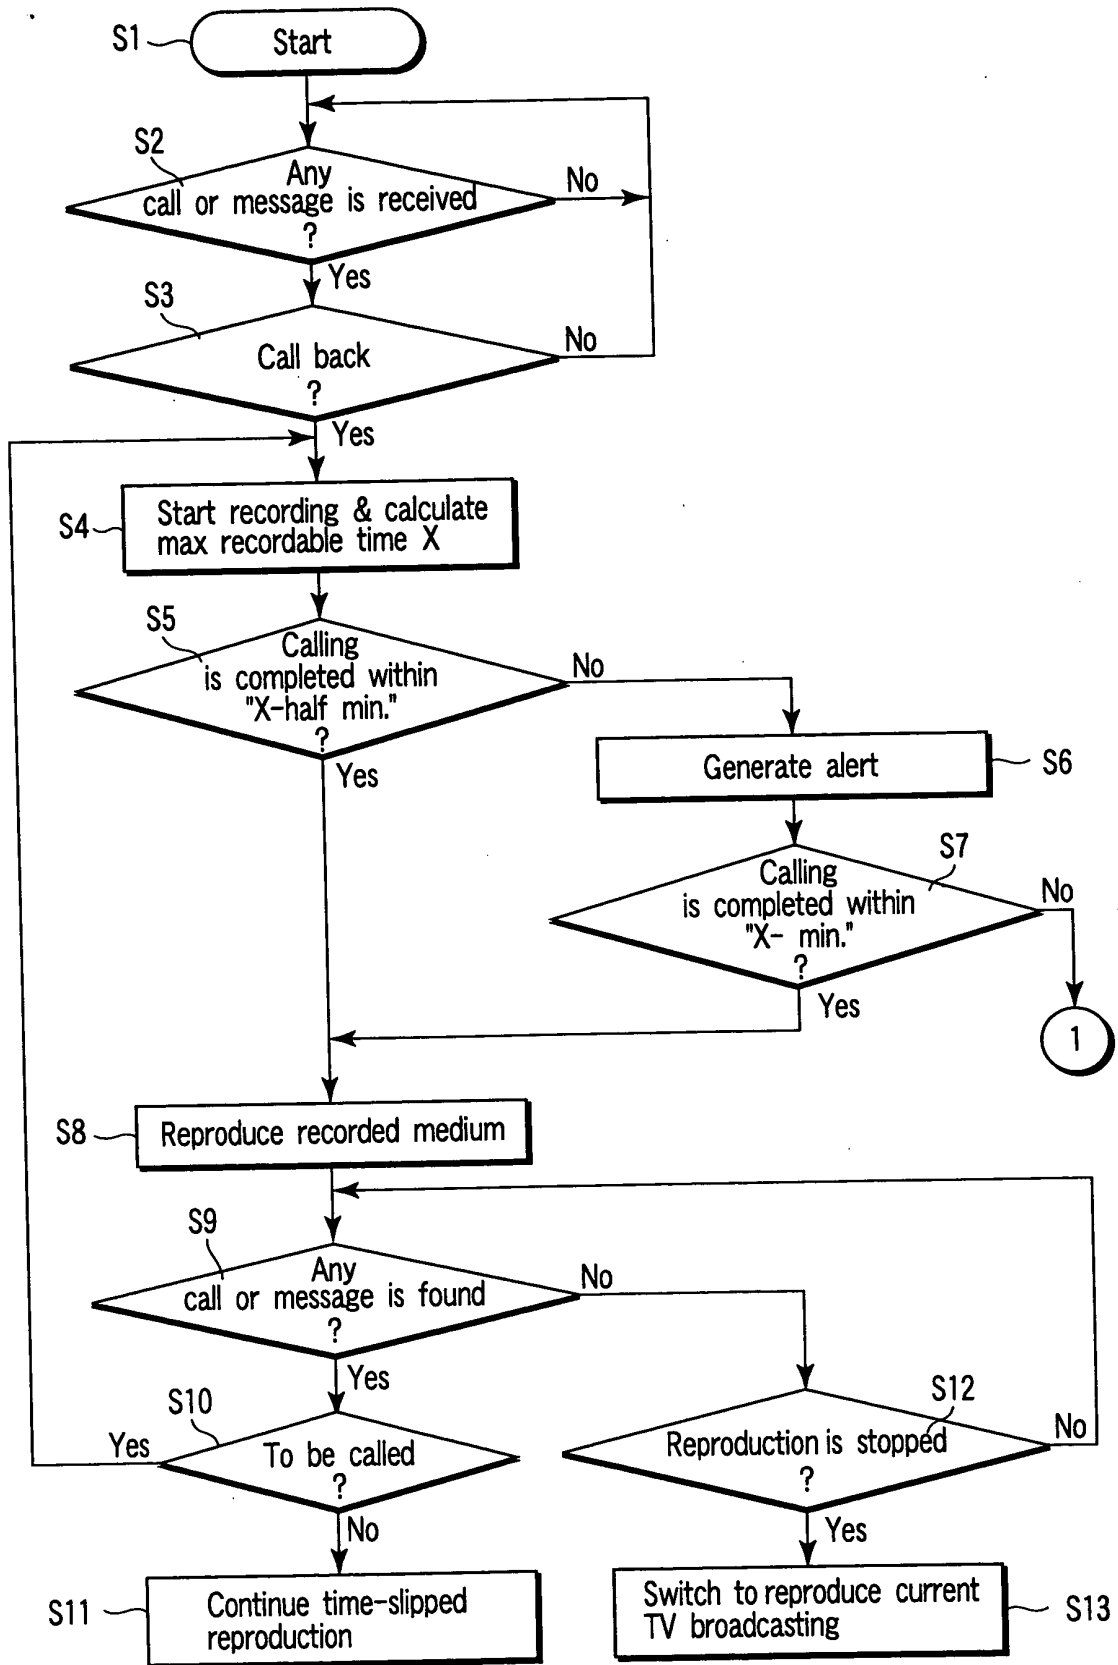 S1
Start
S2
Any
call or message is received
?
No
Yes
S3
Call back
?
No
Yes
S4
Start recording & calculate
max recordable time X
S5
Calling
is completed within
"X-half min."
?
No
Yes
Generate alert
S6
S7
Calling
is completed within
"X- min."
?
No
Yes
1
S8
Reproduce recorded medium
S9
Any
call or message is found
?
No
Yes
S10
To be called
?
Yes
No
S12
Reproduction is stopped
?
No
Yes
S11
Continue time-slipped
reproduction
Switch to reproduce current
TV broadcasting
S13